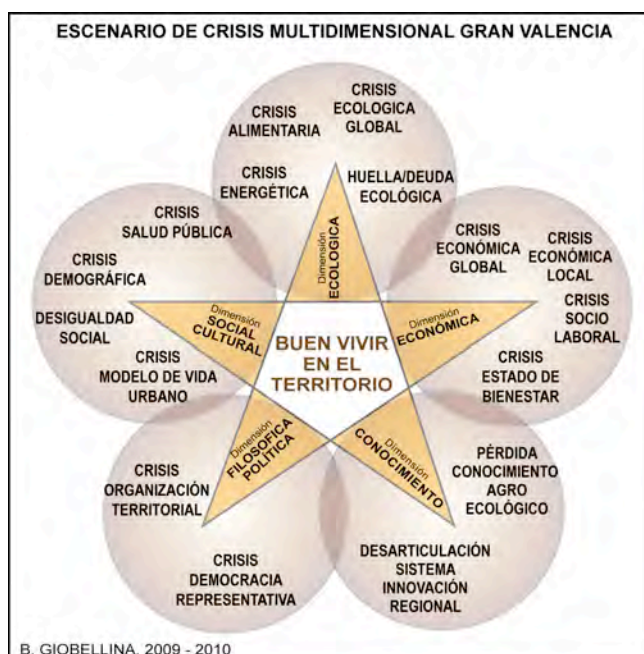 ESCENARIO DE CRISIS MULTIDIMENSIONAL GRAN VALENCIA
CRISIS
ALIMENTARIA
CRISIS
ECOLOGICA
GLOBAL
CRISIS
ENERGÉTICA
HUELLA/DEUDA
ECOLÓGICA
Dimensión
ECOLOGICA
CRISIS
SALUD PÚBLICA
CRISIS
DEMOGRÁFICA
DESIGUALDAD
SOCIAL
CRISIS
MODELO DE VIDA
URBANO
Dimensión
SOCIAL
CULTURAL
CRISIS
ECONÓMICA
GLOBAL
CRISIS
ECONÓMICA
LOCAL
CRISIS
SOCIO
LABORAL
CRISIS
ESTADO DE
BIENESTAR
Dimensión
ECONÓMICA
BUEN VIVIR
EN EL
TERRITORIO
Dimensión
FILOSOFICA
POLÍTICA
CRISIS
ORGANIZACIÓN
TERRITORIAL
CRISIS
DEMOCRACIA
REPRESENTATIVA
Dimensión
CONOCIMIENTO
PÉRDIDA
CONOCIMIENTO
AGRO
ECOLÓGICO
DESARTICULACIÓN
SISTEMA
INNOVACIÓN
REGIONAL
B. GIOBELLINA. 2009 - 2010